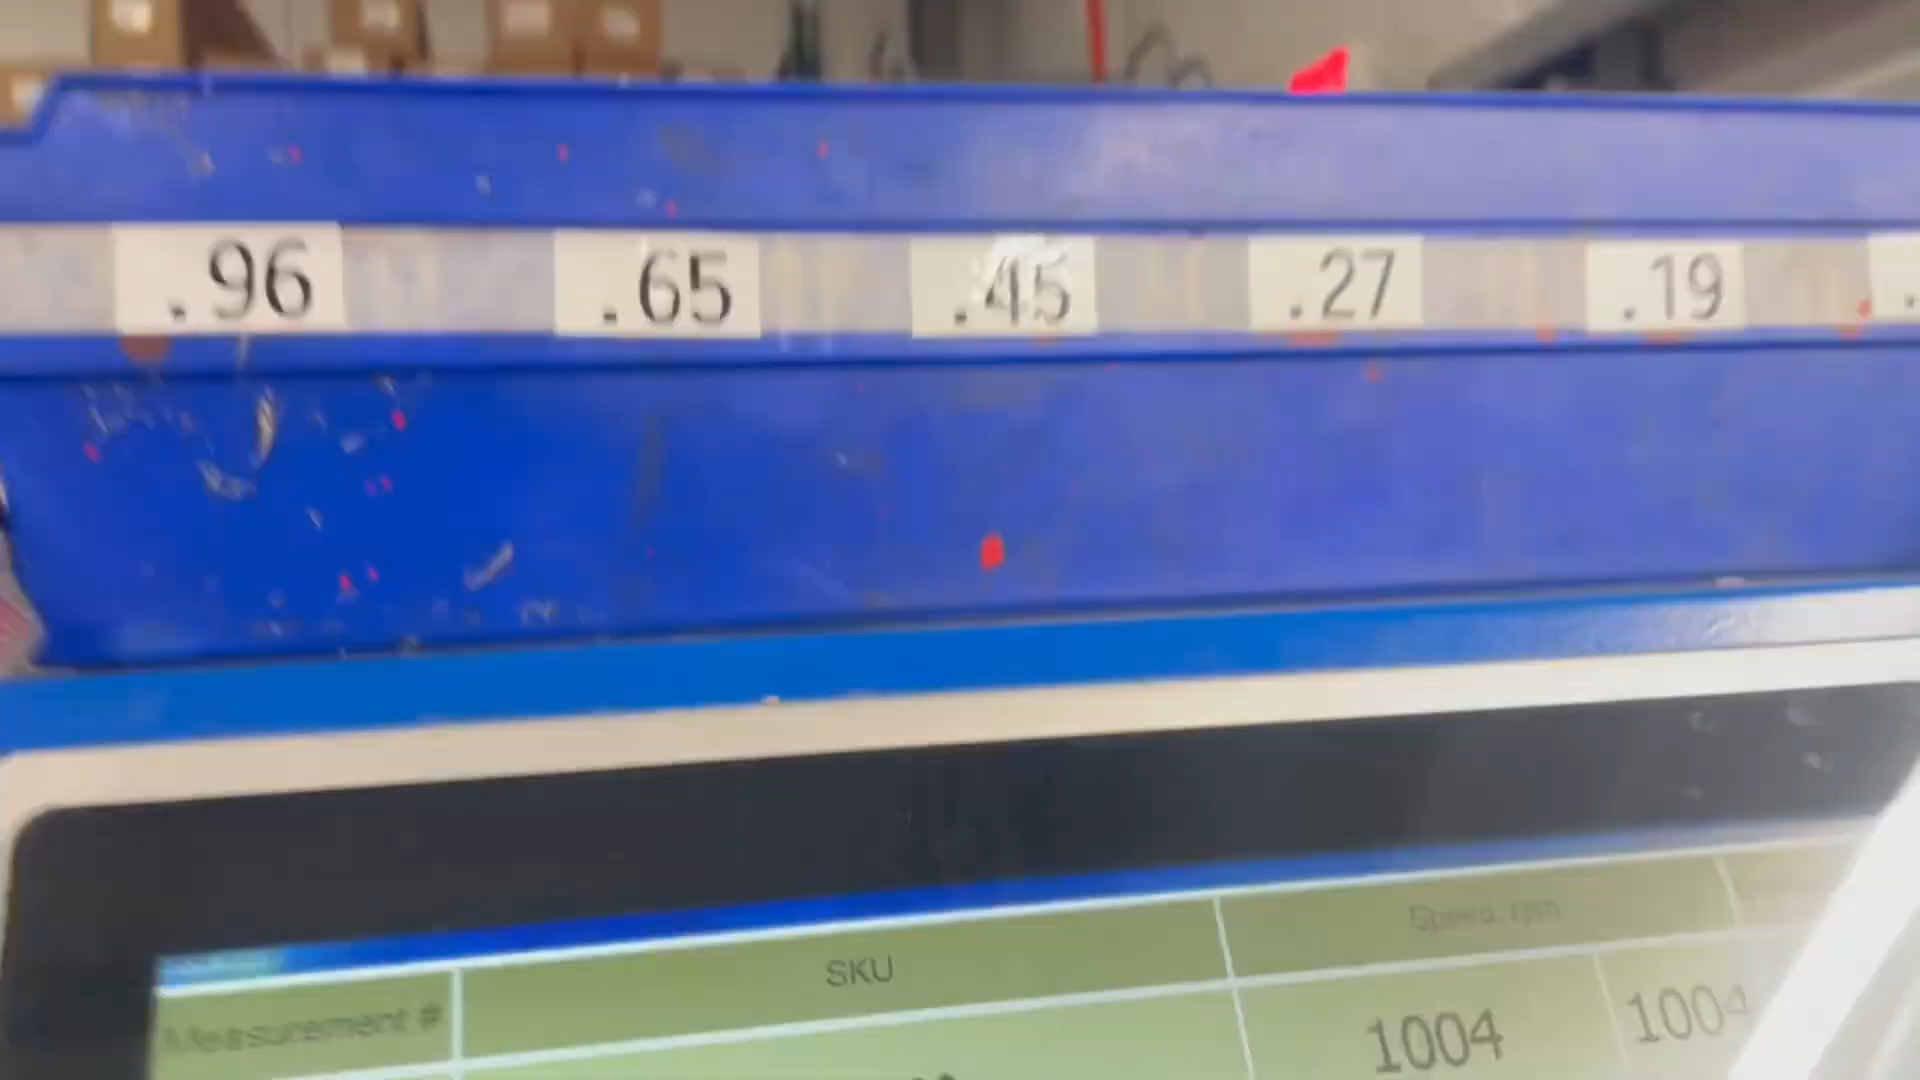 .96 .65 .45 .27 .19 .
SKU Speed, rpm
Measurement #
1004 1004